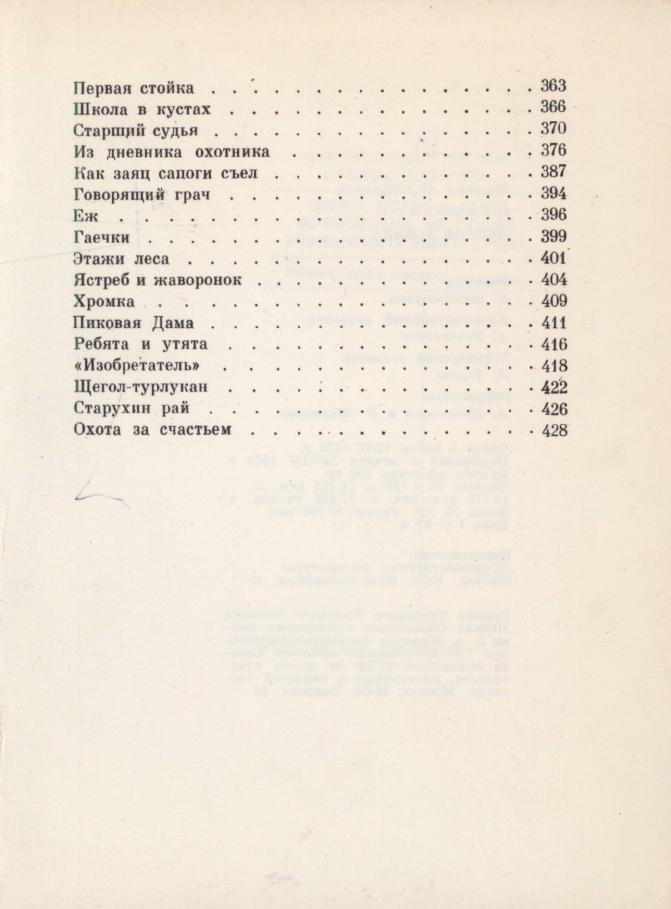 Первая стойка . . . . . . . . . . . . . . . . 363
Школа в кустах . . . . . . . . . . . . . . . 366
Старший судья . . . . . . . . . . . . . . . . 370
Из дневника охотника . . . . . . . . . . . . 376
Как заяц сапоги съел . . . . . . . . . . . . . 387
Говорящий грач . . . . . . . . . . . . . . . 394
Еж . . . . . . . . . . . . . . . . . . . . 396
Гаечки . . . . . . . . . . . . . . . . . . . 399
Этажи леса . . . . . . . . . . . . . . . . . 401
Ястреб и жаворонок . . . . . . . . . . . . . . 404
Хромка . . . . . . . . . . . . . . . . . . 409
Пиковая Дама . . . . . . . . . . . . . . . . 411
Ребята и утята . . . . . . . . . . . . . . . 416
«Изобретатель» . . . . . . . . . . . . . . . 418
Щегол-турлукан . . . . . . . . . . . . . . . 422
Старухин рай . . . . . . . . . . . . . . . . 426
Охота за счастьем . . . . . . . . . . . . . . 428